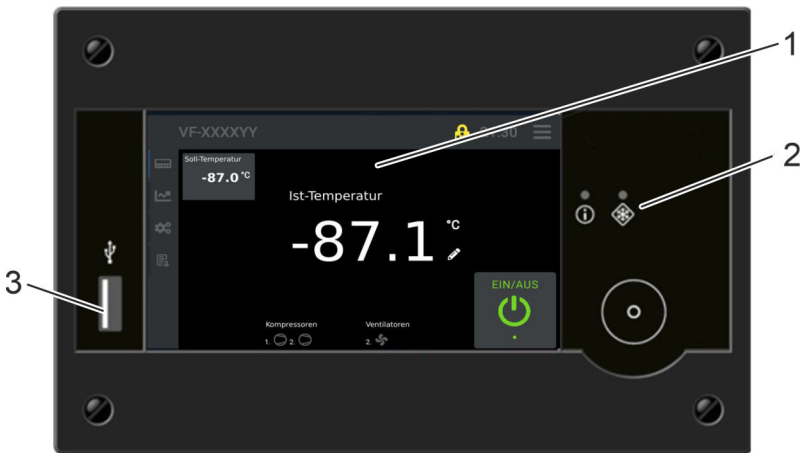 1
VF-XXXXYY
Soll-Temperatur
-87.0 °C
2
Ist-Temperatur
-87.1 °C
3
EIN/AUS
Kompressoren Ventilatoren
1. 2. 2.